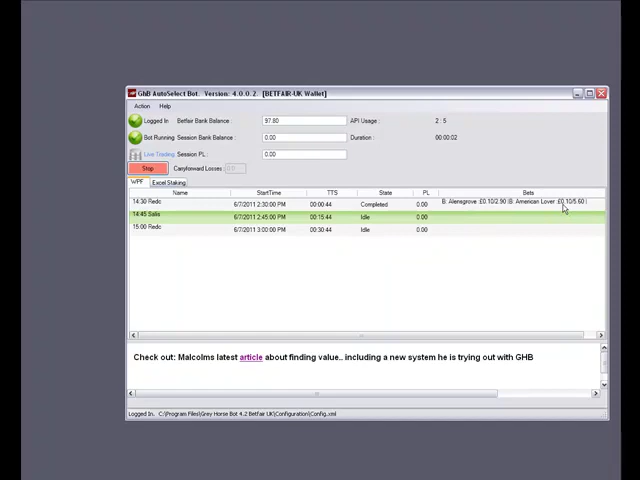 GhB AutoSelect Bot. Version: 4.0.0.2. [BETFAIR-UK Wallet]
Action Help
Logged In Betfair Bank Balance : 97.80 API Usage : 2 : 5
Bot Running Session Bank Balance : 0.00 Duration : 00:00:02
Live Trading Session PL : 0.00
Stop Carryforward Losses : 0.0
WPF Excel Staking
Name StartTime TTS State PL Bets
14:30 Redc 6/7/2011 2:30:00 PM 00:00:44 Completed 0.00 B: Alensgrove :£0.10/2.90 |B: American Lover :£0.10/5.60 |
14:45 Salis 6/7/2011 2:45:00 PM 00:15:44 Idle 0.00
15:00 Redc 6/7/2011 3:00:00 PM 00:30:44 Idle 0.00
Check out: Malcolms latest article about finding value.. including a new system he is trying out with GHB
Logged In. C:\Program Files\Grey Horse Bot 4.2 Betfair UK\Configuration\Config.xml